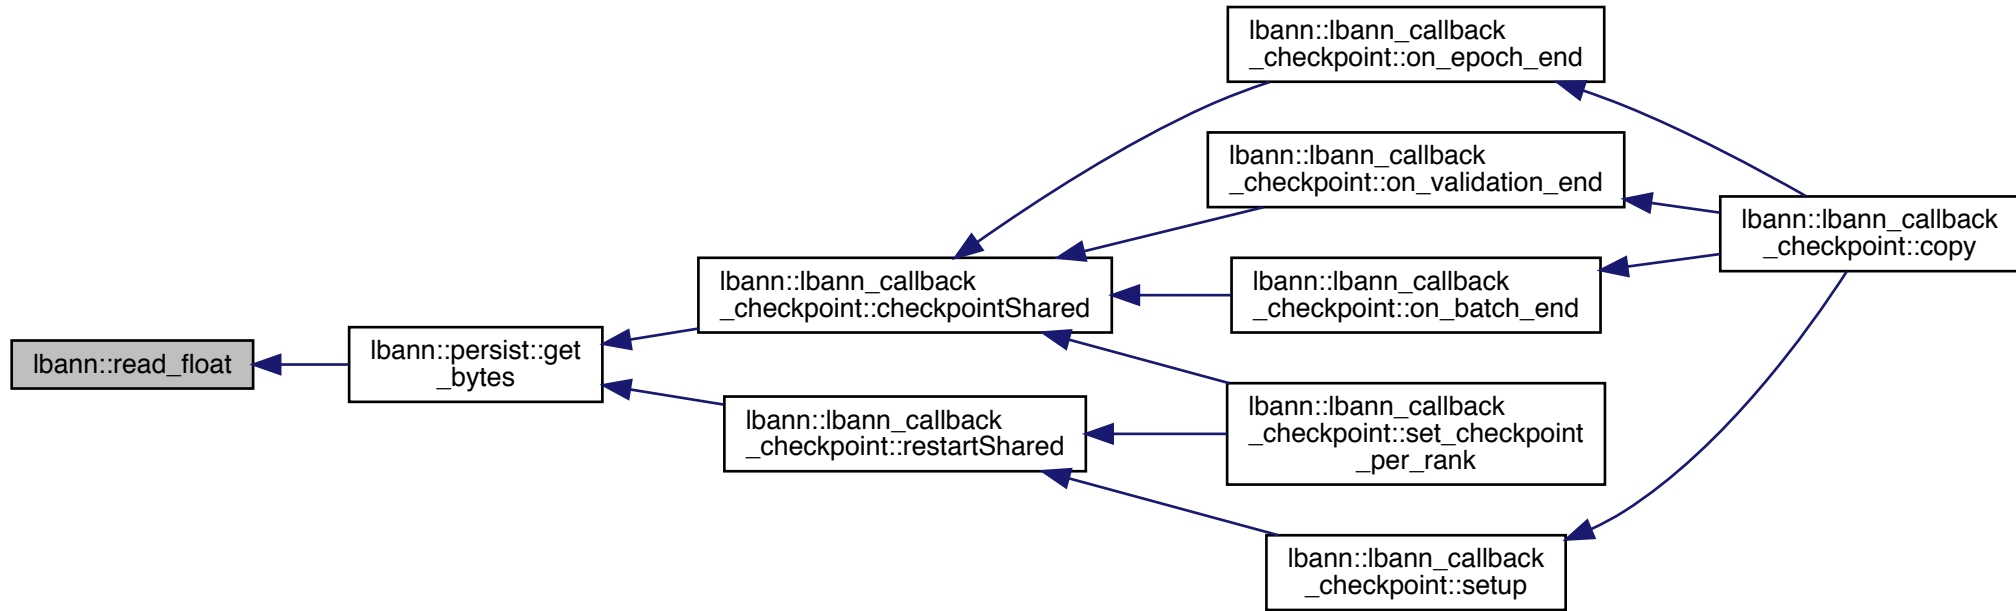 lbann::read_float
lbann::persist::get
_bytes
lbann::lbann_callback
_checkpoint::checkpointShared
lbann::lbann_callback
_checkpoint::restartShared
lbann::lbann_callback
_checkpoint::on_epoch_end
lbann::lbann_callback
_checkpoint::on_validation_end
lbann::lbann_callback
_checkpoint::on_batch_end
lbann::lbann_callback
_checkpoint::set_checkpoint
_per_rank
lbann::lbann_callback
_checkpoint::setup
lbann::lbann_callback
_checkpoint::copy